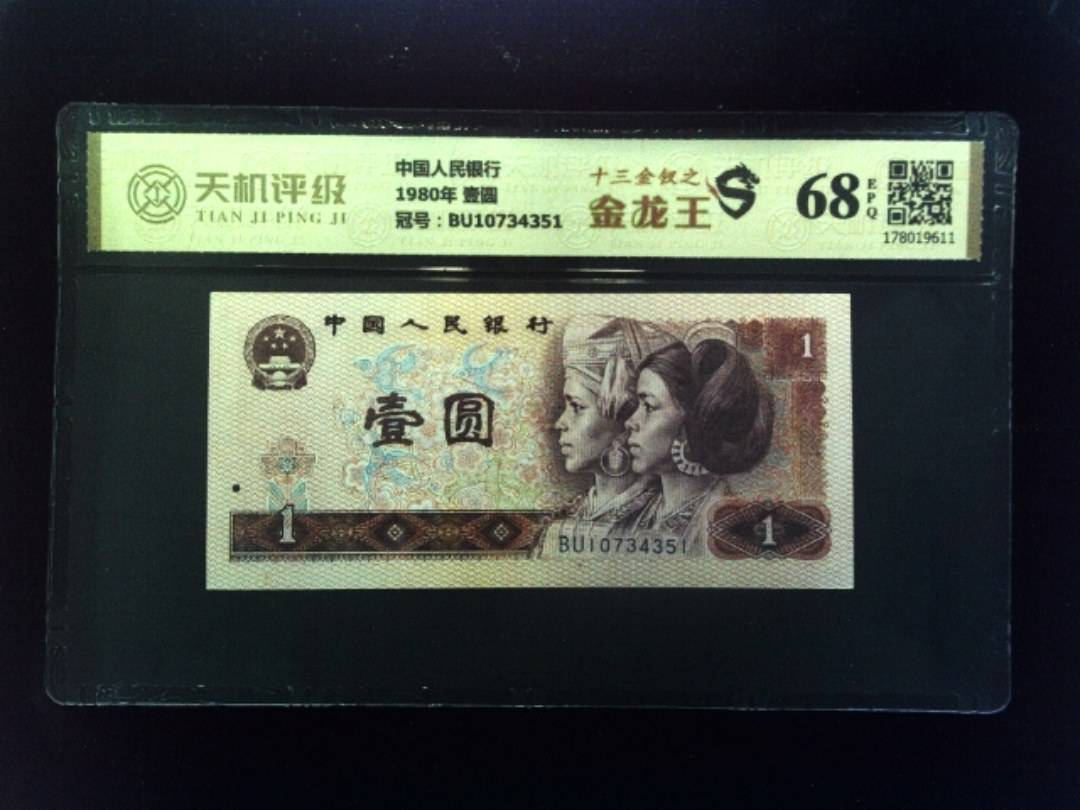 天机评级
TIAN JI PING JI
中国人民银行
1980年 壹圆
冠号：BU10734351
十三金钗之
金龙王
68
EPQ
178019611
中国人民银行
1
壹圆
1
BU10734351
1